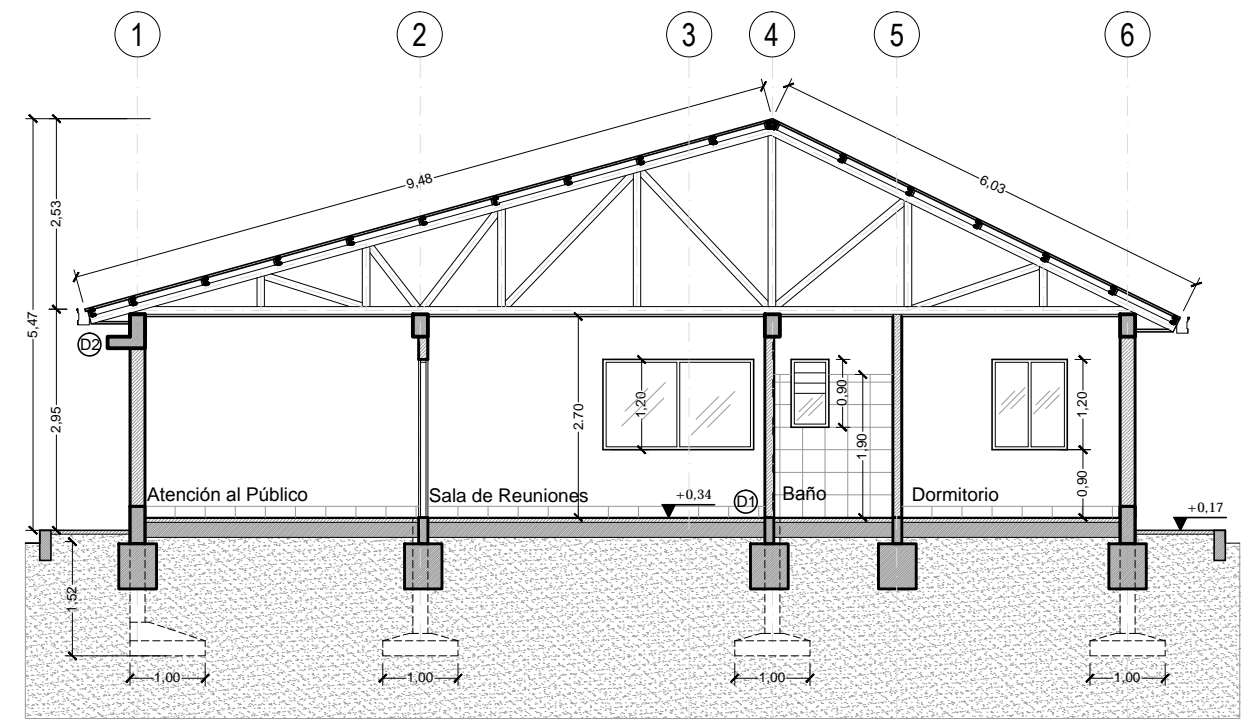 1 2 3 4 5 6
9,48
6,03
2,53
5,47
D2
2,95
2.70
1,20
0,90
1,20
1,90
0,90
Atención al Público
Sala de Reuniones
+0,34
D1
Baño
Dormitorio
+0,17
1.52
1,00
1,00
1,00
1,00